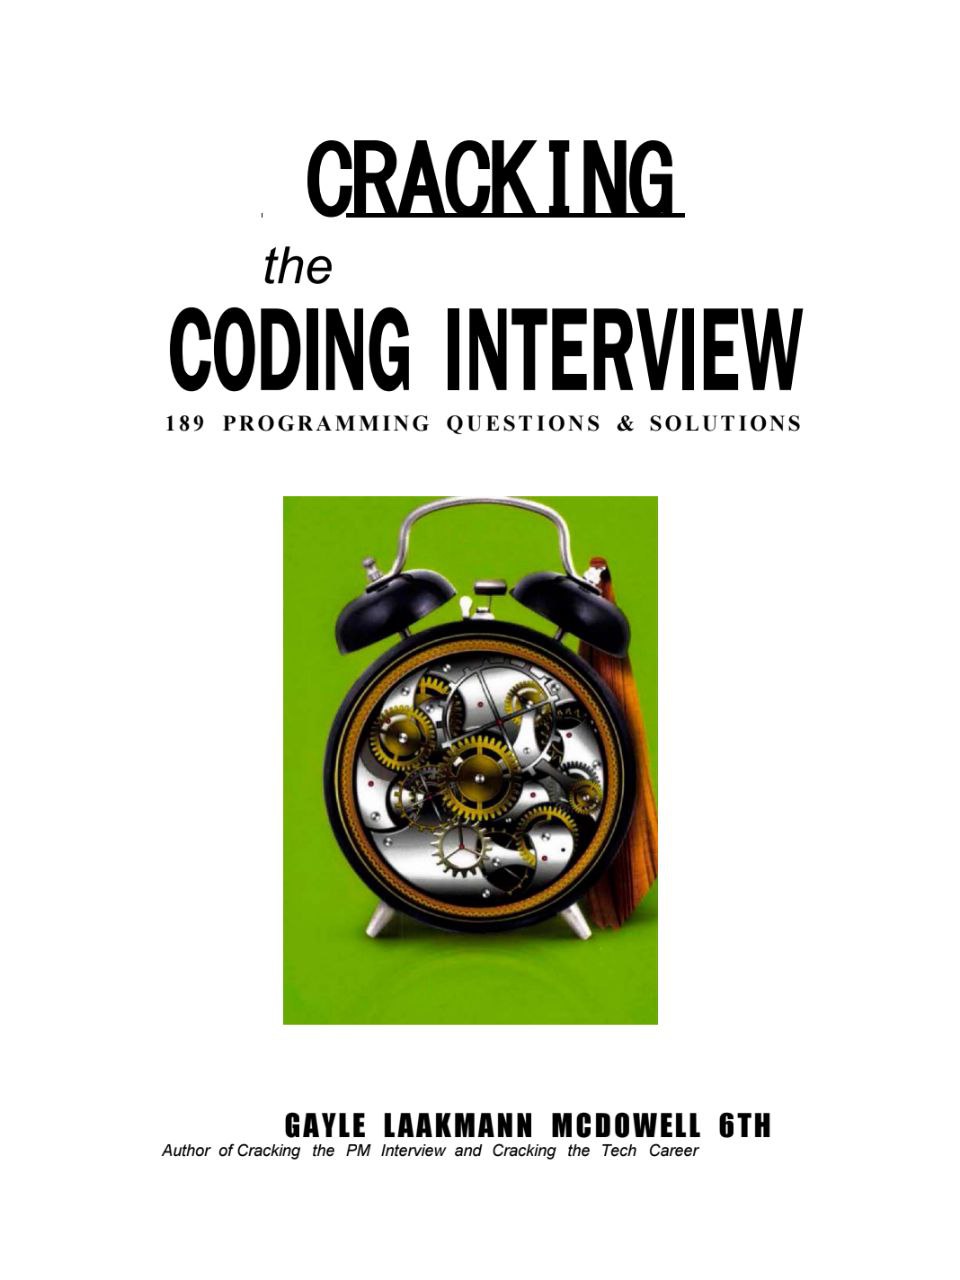 CRACKING
the
CODING INTERVIEW
189 PROGRAMMING QUESTIONS & SOLUTIONS
GAYLE LAAKMANN MCDOWELL 6TH
Author of Cracking the PM Interview and Cracking the Tech Career